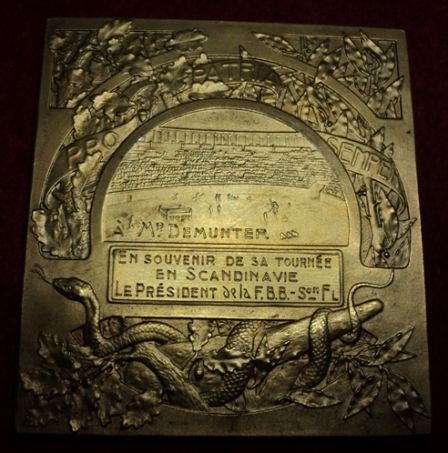 PRO PATRIA SEMPER
A Mr DEMUNTER
EN SOUVENIR DE SA TOURNÉE
EN SCANDINAVIE
LE PRÉSIDENT de la F.B.B.-Son FL